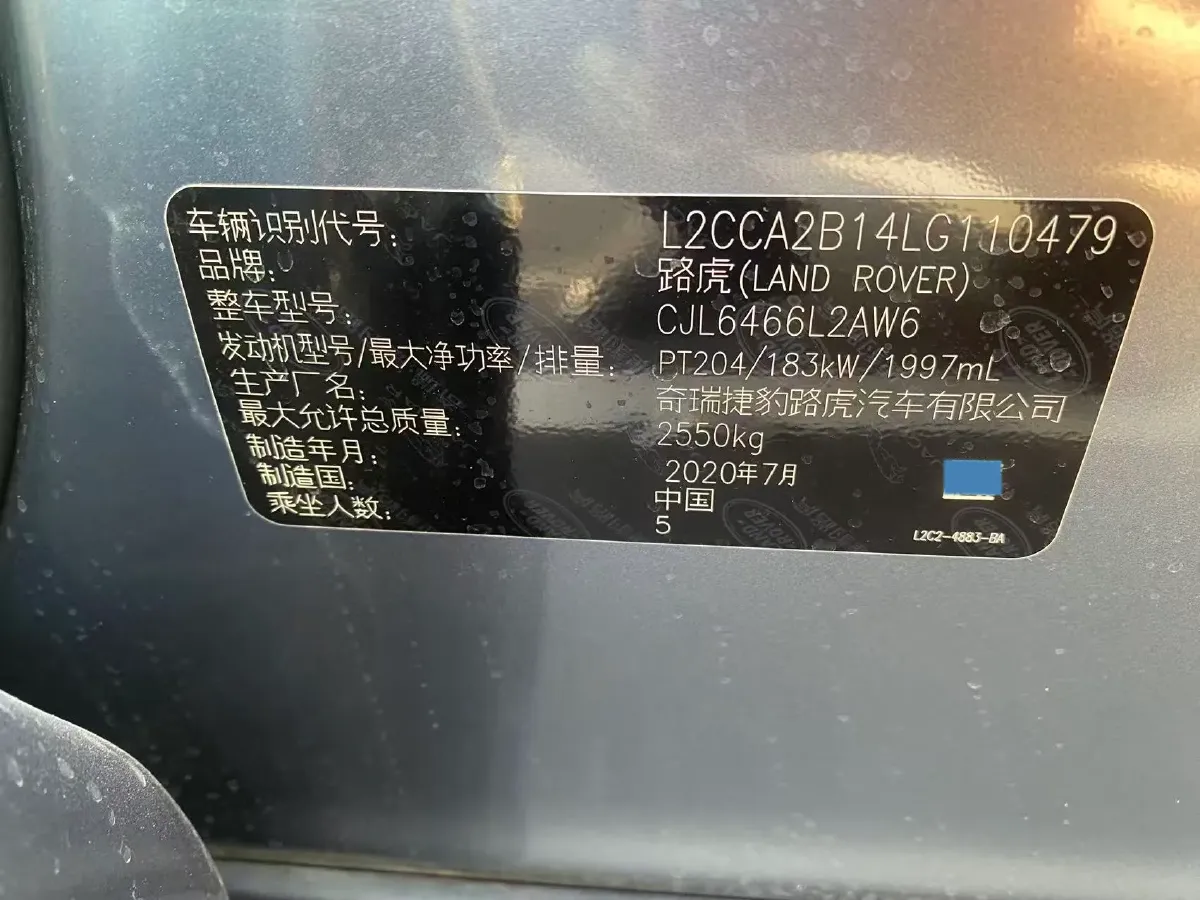 车辆识别代号: L2CCA2B14LG110479
品牌: 路虎(LAND ROVER)
整车型号: CJL6466L2AW6
发动机型号/最大净功率/排量: PT204/183kW/1997mL
生产厂名: 奇瑞捷豹路虎汽车有限公司
最大允许总质量: 2550kg
制造年月: 2020年7月
制造国: 中国
乘坐人数: 5
L2C2-4883-BA